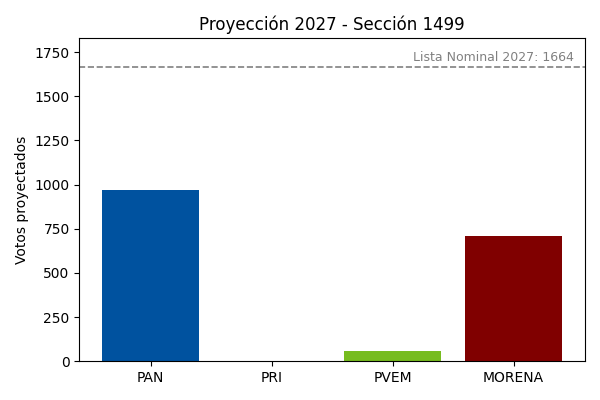 Proyección 2027 - Sección 1499
Lista Nominal 2027: 1664
Votos proyectados
1750
1500
1250
1000
750
500
250
0
PAN
PRI
PVEM
MORENA